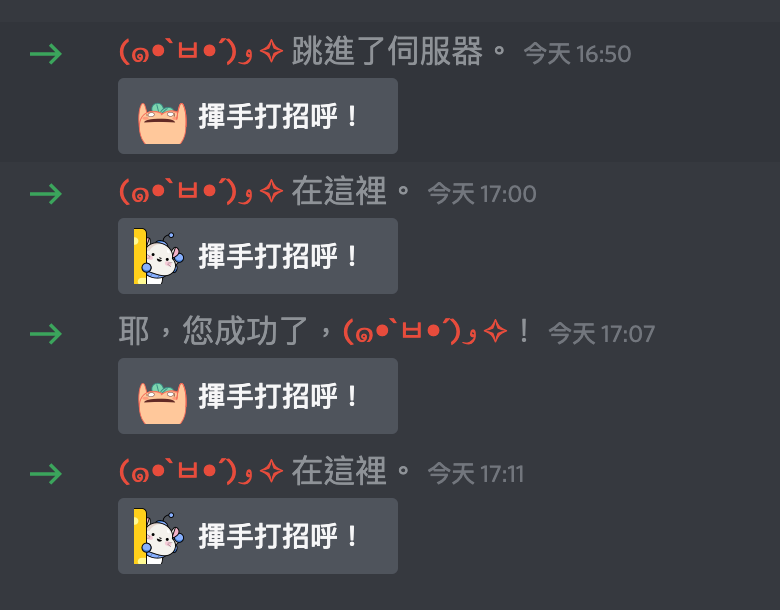 (๑•̀ㅂ•́)و✧ 跳進了伺服器。 今天 16:50
揮手打招呼！
(๑•̀ㅂ•́)و✧ 在這裡。 今天 17:00
揮手打招呼！
耶，您成功了，(๑•̀ㅂ•́)و✧！ 今天 17:07
揮手打招呼！
(๑•̀ㅂ•́)و✧ 在這裡。 今天 17:11
揮手打招呼！